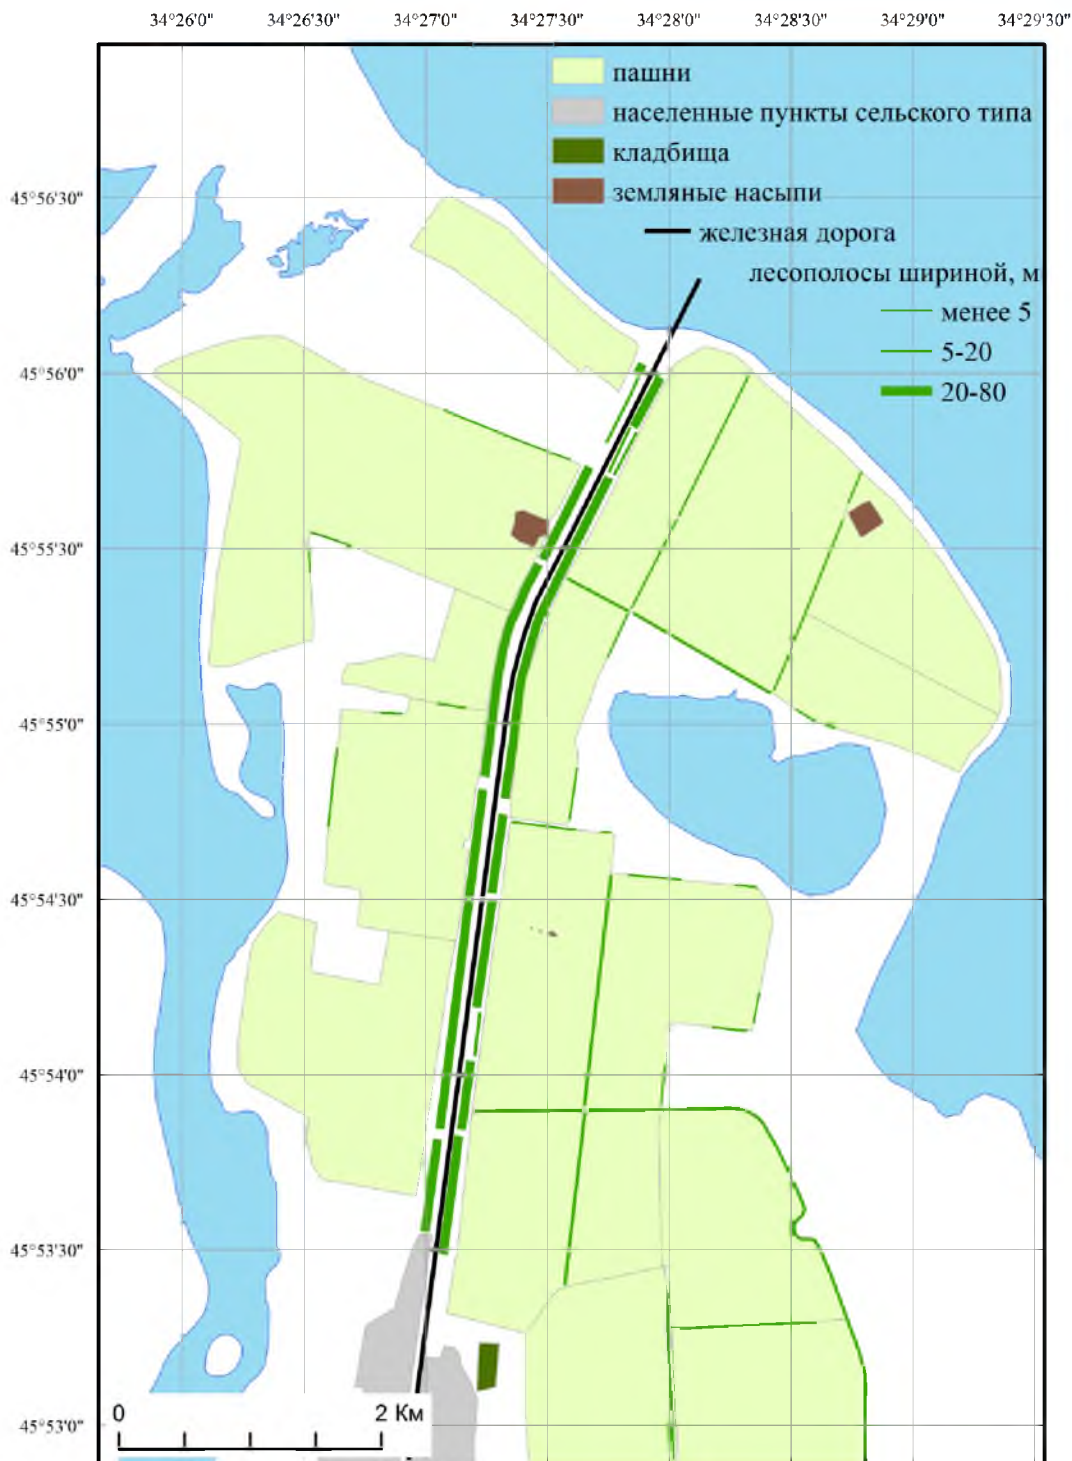 34°26'0" 34°26'30" 34°27'0" 34°27'30" 34°28'0" 34°28'30" 34°29'0" 34°29'30"
пашни
населенные пункты сельского типа
кладбища
земляные насыпи
45°56'30"
железная дорога
лесополосы шириной, м
менее 5
5-20
45°56'0"
20-80
45°55'30"
45°55'0"
45°54'30"
45°54'0"
45°53'30"
0 2 Км
45°53'0"